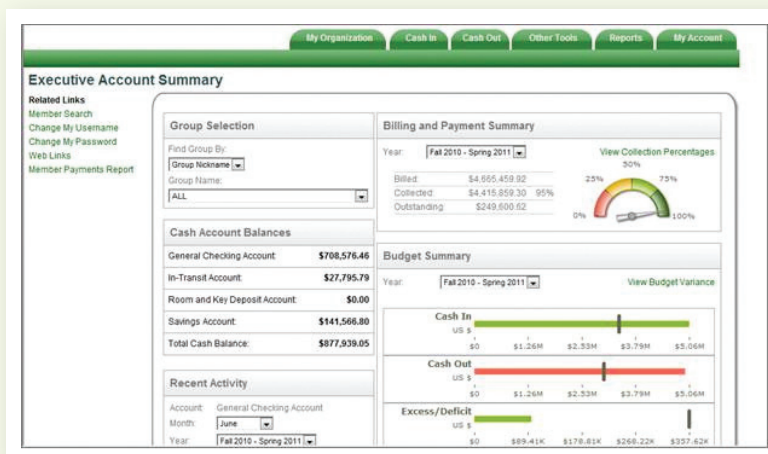 My Organization Cash In Cash Out Other Tools Reports My Account
Executive Account Summary
Related Links
Member Search
Change My Username
Change My Password
Web Links
Member Payments Report
Group Selection
Find Group By:
Group Nickname
Group Name:
ALL
Cash Account Balances
General Checking Account: $708,576.46
In-Transit Account: $27,795.79
Room and Key Deposit Account: $0.00
Savings Account: $141,566.80
Total Cash Balance: $877,939.05
Recent Activity
Account: General Checking Account
Month: June
Year: Fall 2010 - Spring 2011
Billing and Payment Summary
Year: Fall 2010 - Spring 2011 View Collection Percentages
Billed: $4,665,459.92
Collected: $4,415,859.30 95%
Outstanding: $249,600.62
0% 25% 50% 75% 100%
Budget Summary
Year: Fall 2010 - Spring 2011 View Budget Variance
Cash In
US $
$0 $1.26M $2.53M $3.79M $5.06M
Cash Out
US $
$0 $1.26M $2.53M $3.79M $5.06M
Excess/Deficit
US $
$0 $89.41K $178.81K $268.22K $357.62K